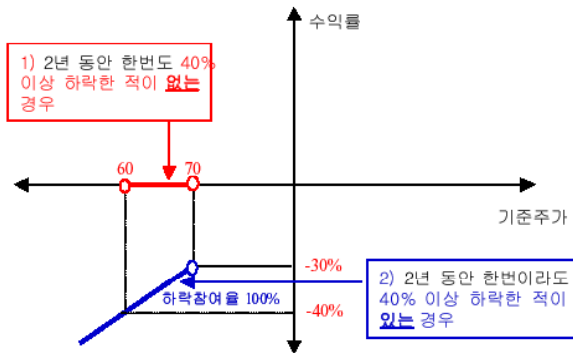 수익률
1) 2년 동안 한번도 40%
이상 하락한 적이 없는
경우
60
70
기준주가
-30%
하락참여율 100%
-40%
2) 2년 동안 한번이라도
40% 이상 하락한 적이
있는 경우